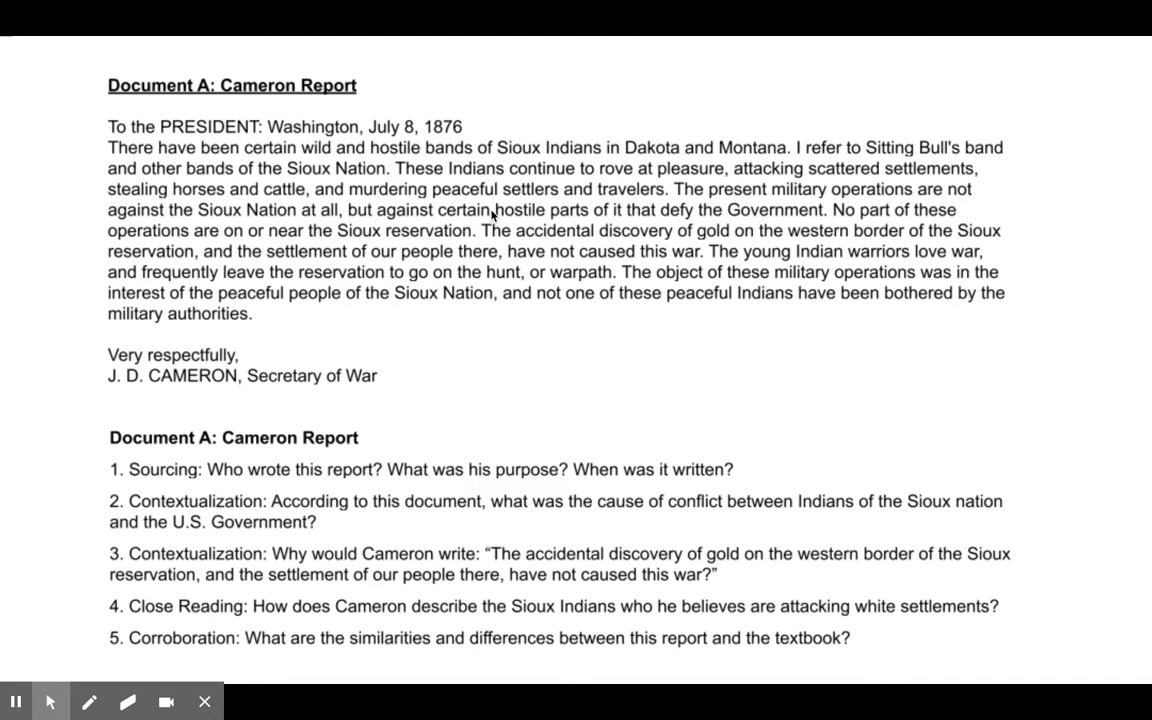 Document A: Cameron Report
To the PRESIDENT: Washington, July 8, 1876
There have been certain wild and hostile bands of Sioux Indians in Dakota and Montana. I refer to Sitting Bull's band
and other bands of the Sioux Nation. These Indians continue to rove at pleasure, attacking scattered settlements,
stealing horses and cattle, and murdering peaceful settlers and travelers. The present military operations are not
against the Sioux Nation at all, but against certain hostile parts of it that defy the Government. No part of these
operations are on or near the Sioux reservation. The accidental discovery of gold on the western border of the Sioux
reservation, and the settlement of our people there, have not caused this war. The young Indian warriors love war,
and frequently leave the reservation to go on the hunt, or warpath. The object of these military operations was in the
interest of the peaceful people of the Sioux Nation, and not one of these peaceful Indians have been bothered by the
military authorities.
Very respectfully,
J. D. CAMERON, Secretary of War
Document A: Cameron Report
1. Sourcing: Who wrote this report? What was his purpose? When was it written?
2. Contextualization: According to this document, what was the cause of conflict between Indians of the Sioux nation
and the U.S. Government?
3. Contextualization: Why would Cameron write: “The accidental discovery of gold on the western border of the Sioux
reservation, and the settlement of our people there, have not caused this war?”
4. Close Reading: How does Cameron describe the Sioux Indians who he believes are attacking white settlements?
5. Corroboration: What are the similarities and differences between this report and the textbook?